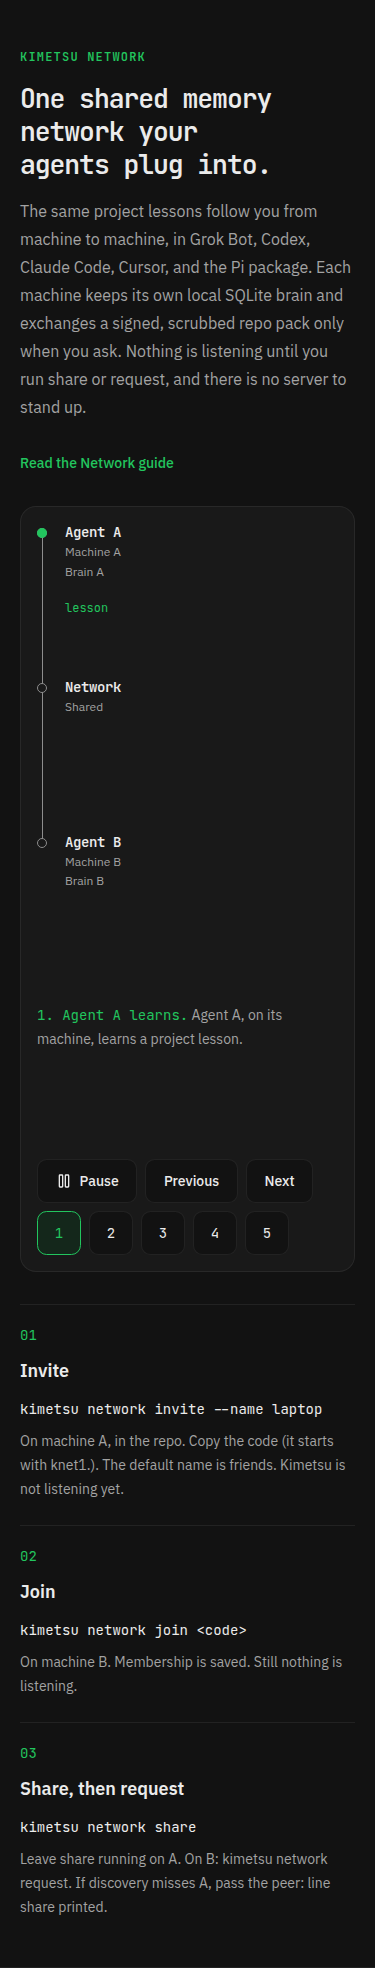 KIMETSU NETWORK
One shared memory
network your
agents plug into.
The same project lessons follow you from
machine to machine, in Grok Bot, Codex,
Claude Code, Cursor, and the Pi package. Each
machine keeps its own local SQLite brain and
exchanges a signed, scrubbed repo pack only
when you ask. Nothing is listening until you
run share or request, and there is no server to
stand up.
Read the Network guide
Agent A
Machine A
Brain A
lesson
Network
Shared
Agent B
Machine B
Brain B
1. Agent A learns. Agent A, on its
machine, learns a project lesson.
Pause Previous Next
1 2 3 4 5
01
Invite
kimetsu network invite --name laptop
On machine A, in the repo. Copy the code (it starts
with knet1.). The default name is friends. Kimetsu is
not listening yet.
02
Join
kimetsu network join <code>
On machine B. Membership is saved. Still nothing is
listening.
03
Share, then request
kimetsu network share
Leave share running on A. On B: kimetsu network
request. If discovery misses A, pass the peer: line
share printed.